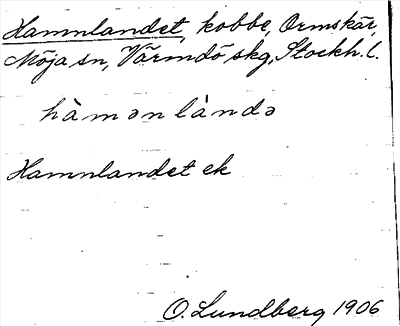 Hamnlandet, kobbe, Ormskär,
Möja sn, Värmdö skg, Stockh. l.
hàmənlàndə
Hamnlandet ek
O. Lundberg 1906